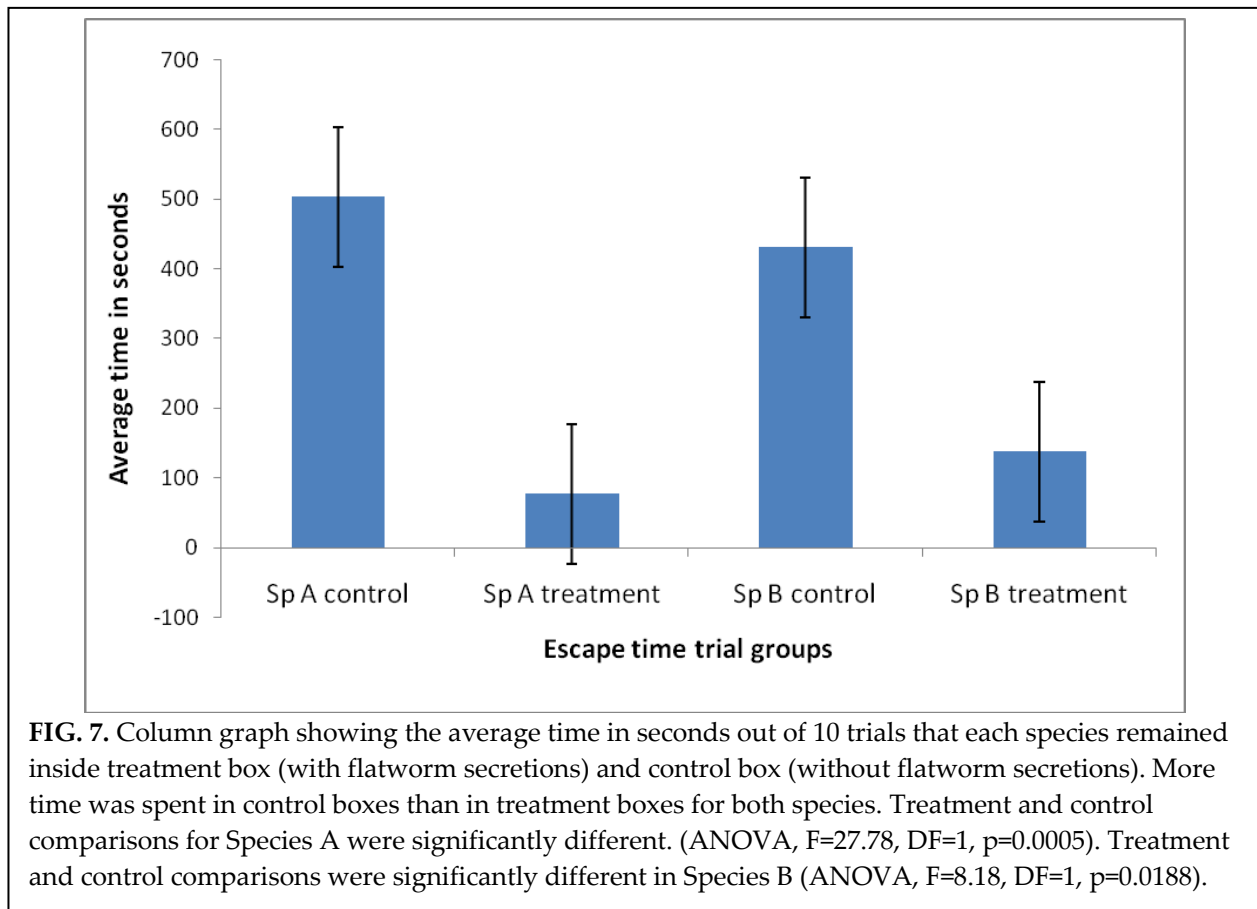 700
600
500
400
300
200
100
0
-100
Average time in seconds
Sp A control Sp A treatment Sp B control Sp B treatment
Escape time trial groups
FIG. 7. Column graph showing the average time in seconds out of 10 trials that each species remained
inside treatment box (with flatworm secretions) and control box (without flatworm secretions). More
time was spent in control boxes than in treatment boxes for both species. Treatment and control
comparisons for Species A were significantly different. (ANOVA, F=27.78, DF=1, p=0.0005). Treatment
and control comparisons were significantly different in Species B (ANOVA, F=8.18, DF=1, p=0.0188).